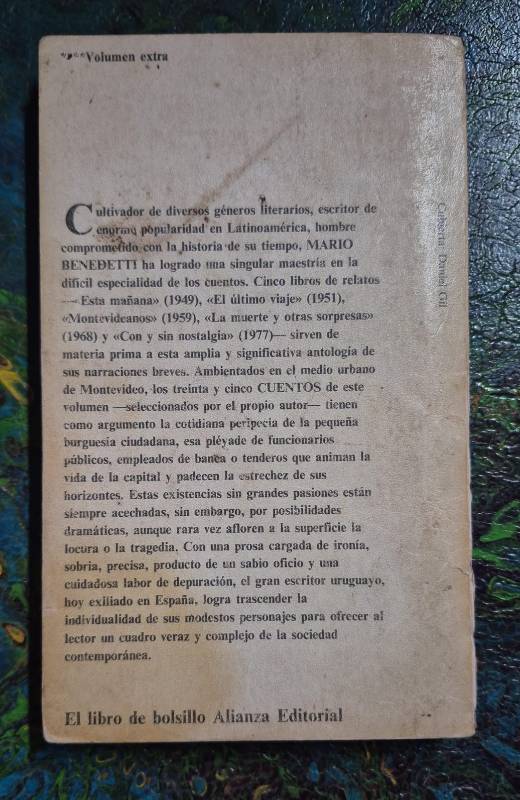 ****Volumen extra
Cultivador de diversos géneros literarios, escritor de
enorme popularidad en Latinoamérica, hombre
comprometido con la historia de su tiempo, MARIO
BENEDETTI ha logrado una singular maestría en la
difícil especialidad de los cuentos. Cinco libros de relatos
—«Esta mañana» (1949), «El último viaje» (1951),
«Montevideanos» (1959), «La muerte y otras sorpresas»
(1968) y «Con y sin nostalgia» (1977)— sirven de
materia prima a esta amplia y significativa antología de
sus narraciones breves. Ambientados en el medio urbano
de Montevideo, los treinta y cinco CUENTOS de este
volumen —seleccionados por el propio autor— tienen
como argumento la cotidiana peripecia de la pequeña
burguesía ciudadana, esa pléyade de funcionarios
públicos, empleados de banca o tenderos que animan la
vida de la capital y padecen la estrechez de sus
horizontes. Estas existencias sin grandes pasiones están
siempre acechadas, sin embargo, por posibilidades
dramáticas, aunque rara vez afloren a la superficie la
locura o la tragedia. Con una prosa cargada de ironía,
sobria, precisa, producto de un sabio oficio y una
cuidadosa labor de depuración, el gran escritor uruguayo,
hoy exiliado en España, logra trascender la
individualidad de sus modestos personajes para ofrecer al
lector un cuadro veraz y complejo de la sociedad
contemporánea.
El libro de bolsillo Alianza Editorial
Cubierta Daniel Gil